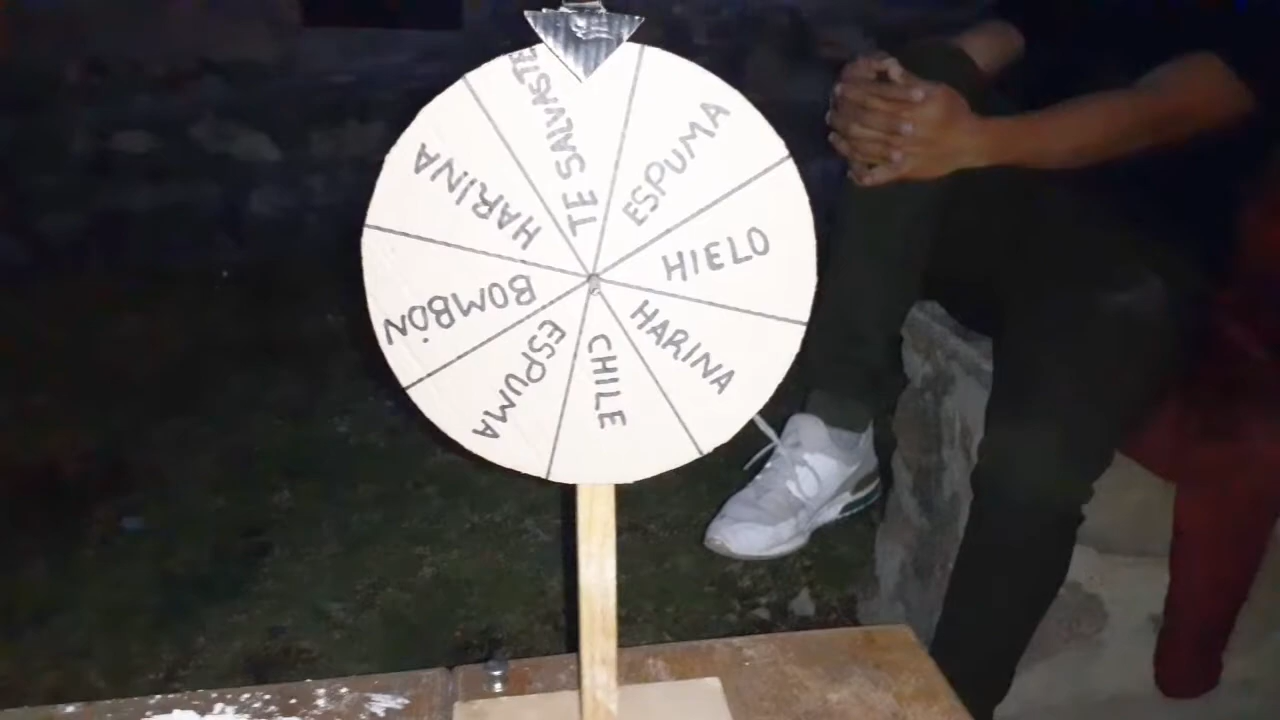 TE SALVASTE
ESPUMA
HIELO
HARINA
CHILE
ESPUMA
BOMBÓN
HARINA